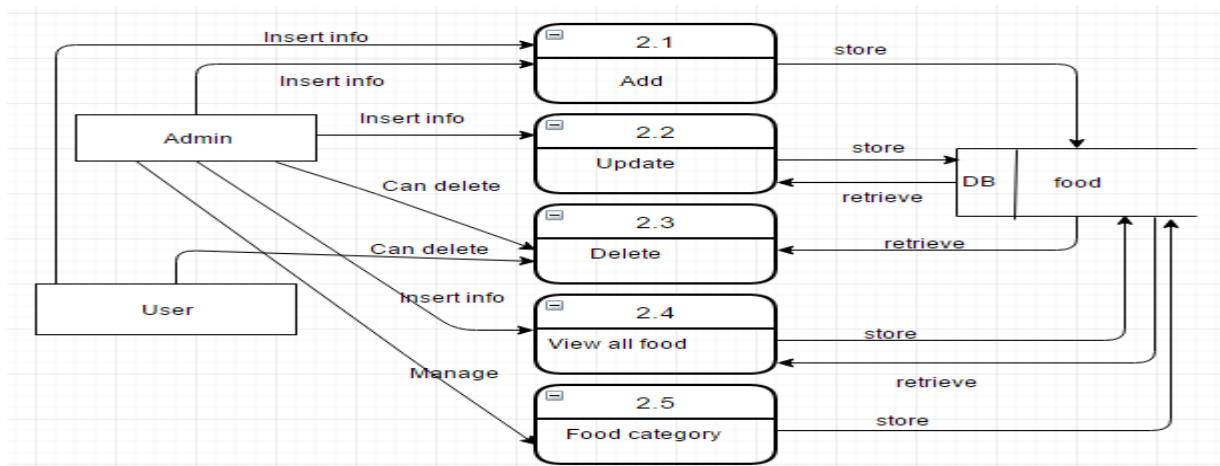 Insert info
2.1
store
Insert info
Add
Admin
Insert info
2.2
store
Update
Can delete
DB
food
retrieve
2.3
Can delete
Delete
retrieve
User
Insert info
2.4
View all food
store
Manage
retrieve
2.5
store
Food category